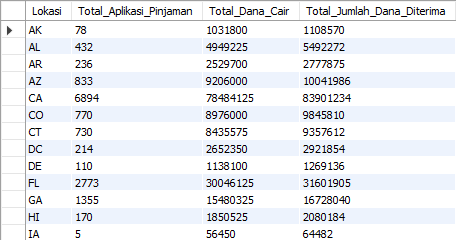 Lokasi Total_Aplikasi_Pinjaman Total_Dana_Cair Total_Jumlah_Dana_Diterima
AK 78 1031800 1108570
AL 432 4949225 5492272
AR 236 2529700 2777875
AZ 833 9206000 10041986
CA 6894 78484125 83901234
CO 770 8976000 9845810
CT 730 8435575 9357612
DC 214 2652350 2921854
DE 110 1138100 1269136
FL 2773 30046125 31601905
GA 1355 15480325 16728040
HI 170 1850525 2080184
IA 5 56450 64482